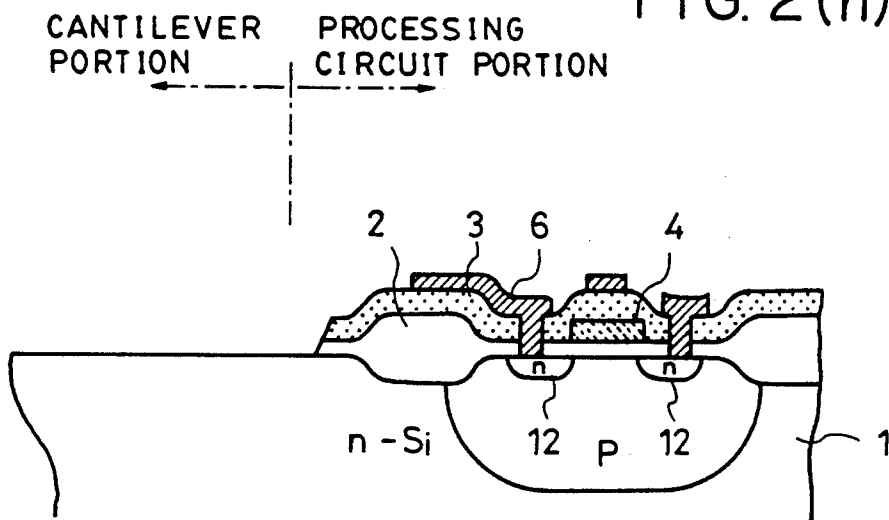 FIG. 2(h)
CANTILEVER PORTION
PROCESSING CIRCUIT PORTION
2
3
6
4
n
n
12
12
n-Si
P
1